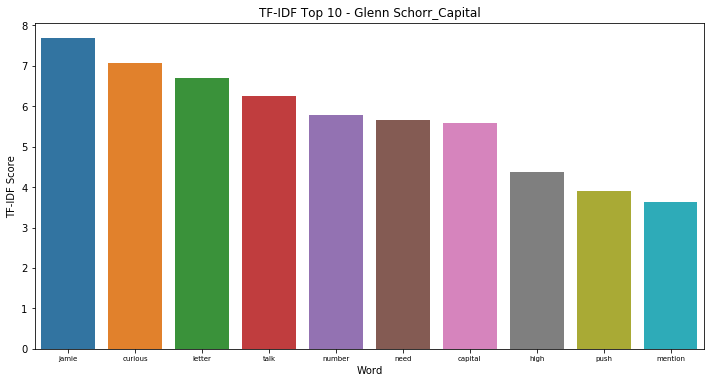 TF-IDF Top 10 - Glenn Schorr_Capital
TF-IDF Score
8
7
6
5
4
3
2
1
0
jamie curious letter talk number need capital high push mention
Word